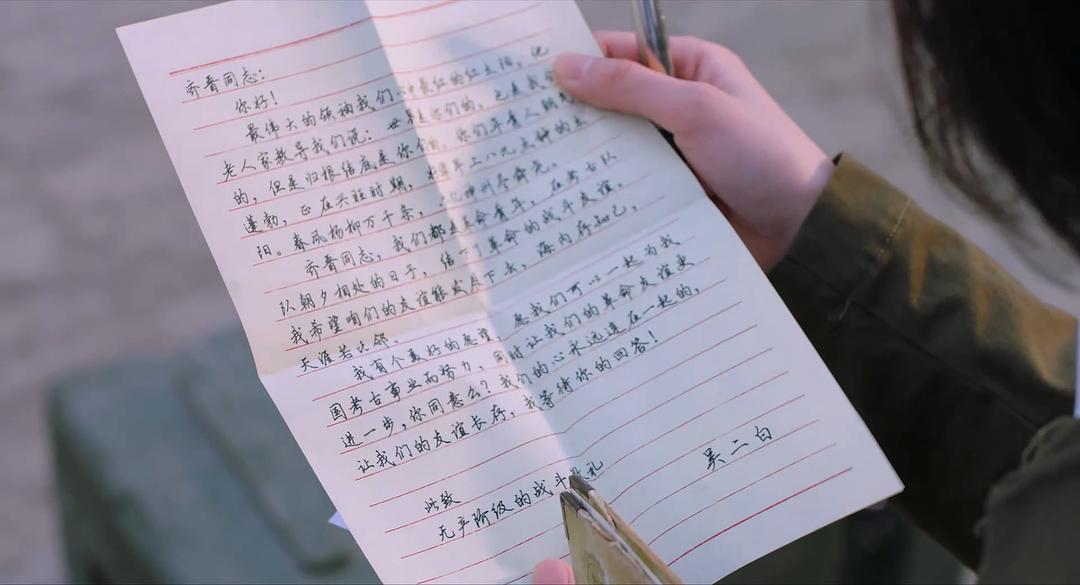 齐晋同志：
你好！
最伟大的领袖我们心中最红的红太阳，他
老人家教导我们说：世界是你们的，也是我们
的，但是归根结底是你们的。你们年青人朝气
蓬勃，正在兴旺时期，好像早上八九点钟的太
阳。春风杨柳万千条，六亿神州尽舜尧。
齐晋同志，我们都是革命青年，在考古队
队朝夕相处的日子，结下革命的战斗友谊。
我希望咱们的友谊能发展下去，海内存知己，
天涯若比邻。
我有个美好的愿望，愿我们可以一起为我
国考古事业而努力，同时让我们的革命友谊更
进一步，你同意么？我们的心永远连在一起的，
让我们的友谊长存，我等待你的回答！
此致
无产阶级的战斗敬礼
吴二白